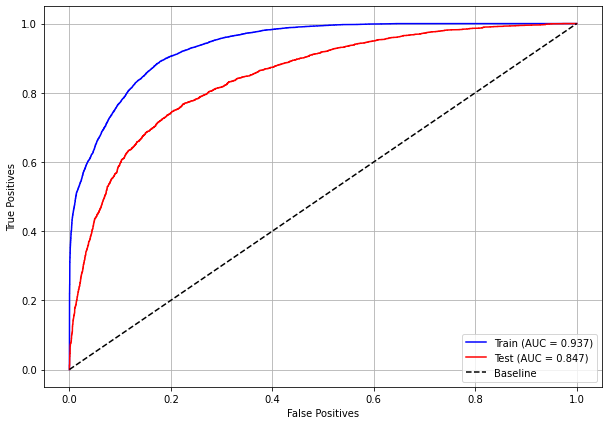 1.0
0.8
0.6
0.4
0.2
0.0
True Positives
0.0 0.2 0.4 0.6 0.8 1.0
False Positives
Train (AUC = 0.937)
Test (AUC = 0.847)
Baseline